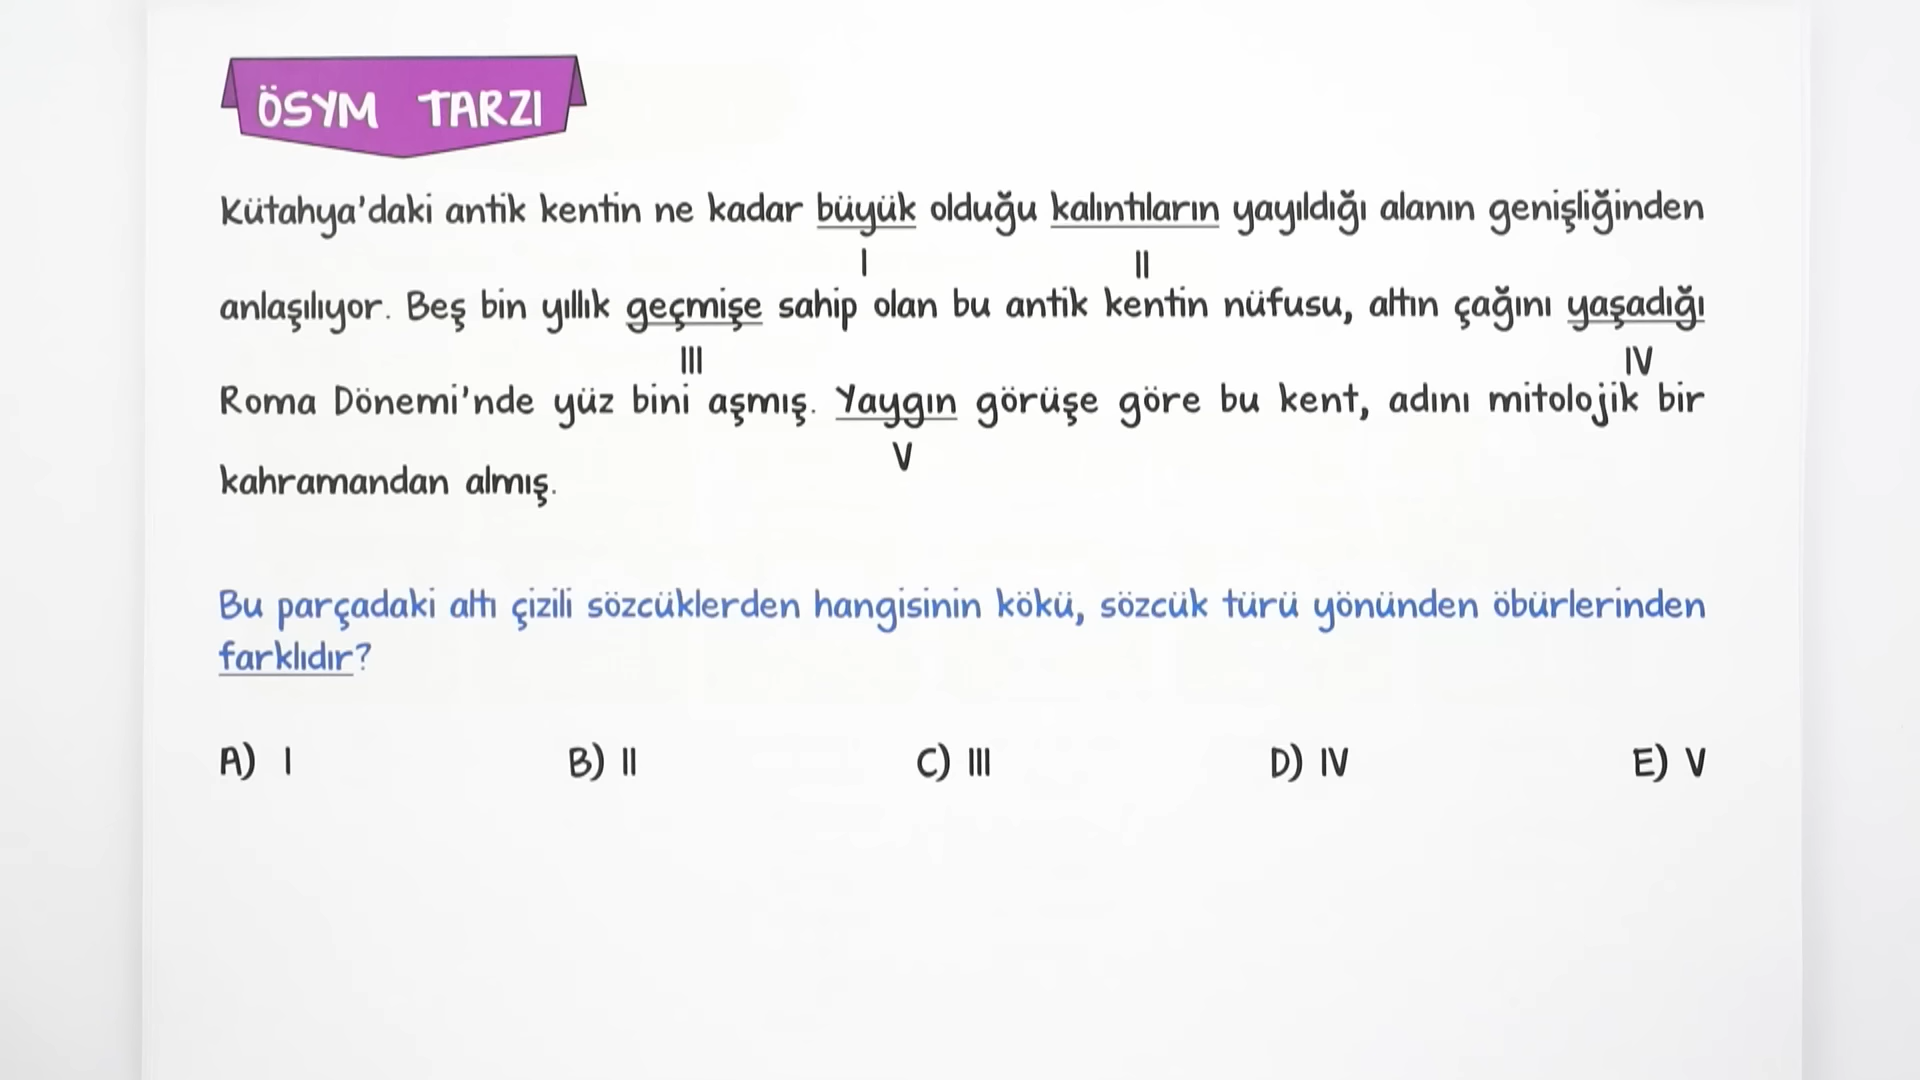 ÖSYM TARZI
Kütahya'daki antik kentin ne kadar büyük olduğu kalıntıların yayıldığı alanın genişliğinden
I II
anlaşılıyor. Beş bin yıllık geçmişe sahip olan bu antik kentin nüfusu, altın çağını yaşadığı
III IV
Roma Dönemi'nde yüz bini aşmış. Yaygın görüşe göre bu kent, adını mitolojik bir
V
kahramandan almış.
Bu parçadaki altı çizili sözcüklerden hangisinin kökü, sözcük türü yönünden öbürlerinden
farklıdır?
A) I B) II C) III D) IV E) V